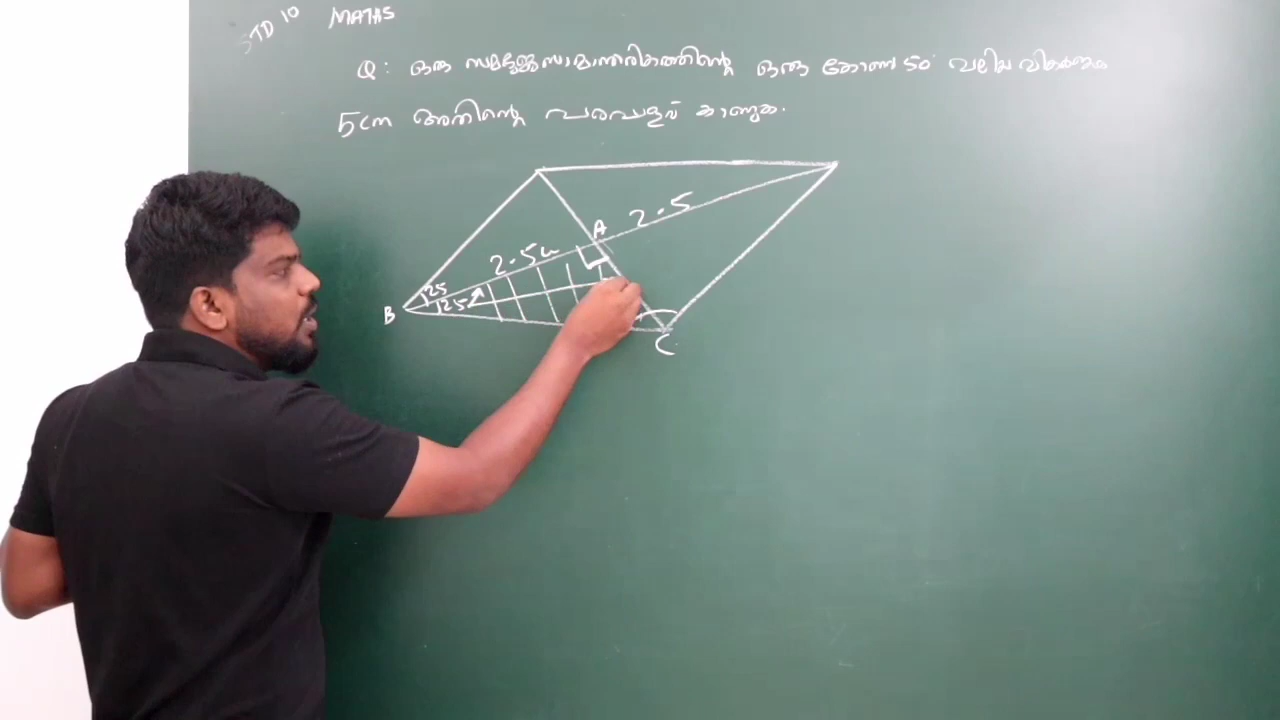 STD 10 MATHS
Q: ഒരു സമഭുജസാമാന്തരികത്തിന്റെ ഒരു കോണ് 50° വലിയ വികർണം
5cm അതിന്റെ പരപ്പളവ് കാണുക.
A
2.5
2.5
25
25
B
C